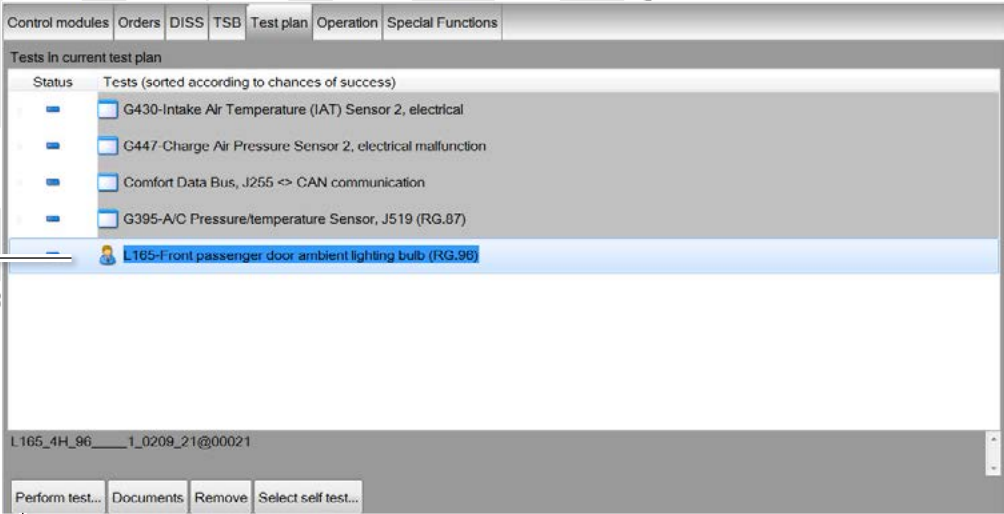 Control modules Orders DISS TSB Test plan Operation Special Functions
Tests in current test plan
Status Tests (sorted according to chances of success)
G430-Intake Air Temperature (IAT) Sensor 2, electrical
G447-Charge Air Pressure Sensor 2, electrical malfunction
Comfort Data Bus, J255 <> CAN communication
G395-A/C Pressure/temperature Sensor, J519 (RG.87)
L165-Front passenger door ambient lighting bulb (RG.96)
L165_4H_96____1_0209_21@00021
Perform test... Documents Remove Select self test...